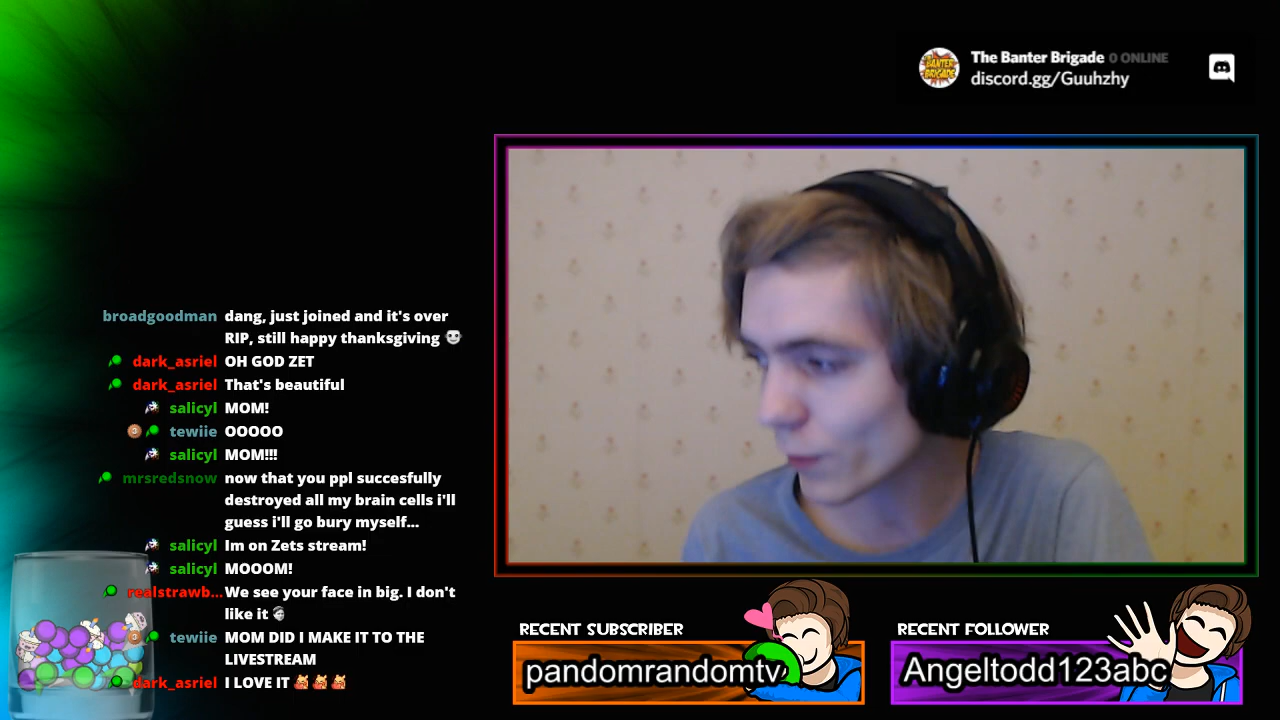 The Banter Brigade 0 ONLINE
discord.gg/Guuhzhy
BANTER
BRIGADE
broadgoodman dang, just joined and it's over
RIP, still happy thanksgiving
dark_asriel OH GOD ZET
dark_asriel That's beautiful
salicyl MOM!
tewiie OOOOO
salicyl MOM!!!
mrsredsnow now that you ppl succesfully
destroyed all my brain cells i'll
guess i'll go bury myself...
salicyl Im on Zets stream!
salicyl MOOOM!
realstrawb... We see your face in big. I don't
like it
tewiie MOM DID I MAKE IT TO THE
LIVESTREAM
dark_asriel I LOVE IT
RECENT SUBSCRIBER
pandomrandomtv
RECENT FOLLOWER
Angeltodd123abc